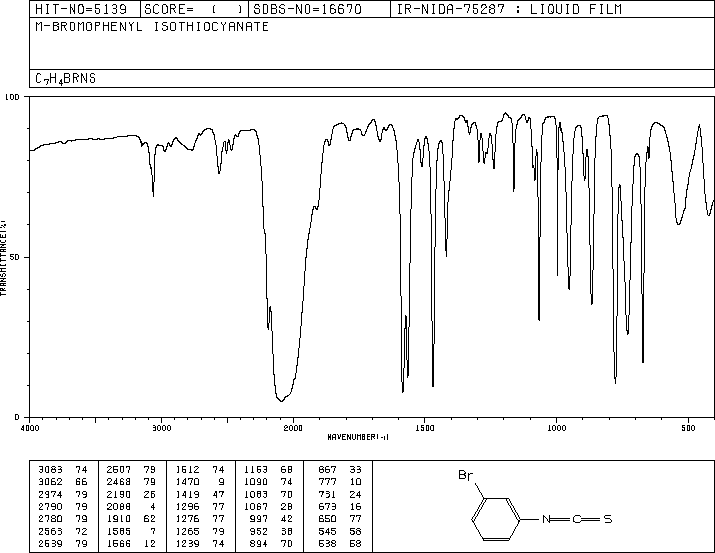 HIT-NO=5139 SCORE= ( ) SDBS-NO=16670 IR-NIDA-75287 : LIQUID FILM
M-BROMOPHENYL ISOTHIOCYANATE
C7H4BRNS
100
50
0
TRANSMITTANCE(%)
4000 3000 2000 1500 1000 500
WAVENUMBER(-1)
3083 74 2507 79 1512 74 1153 68 867 33
3062 66 2468 79 1470 9 1090 74 777 10
2974 79 2190 26 1419 47 1083 70 731 24
2790 79 2088 4 1296 77 1067 28 673 16
2780 79 1910 62 1276 77 997 42 650 77
2563 72 1585 7 1265 79 952 38 545 58
2539 79 1566 12 1239 74 894 70 538 58
Br
N=C=S